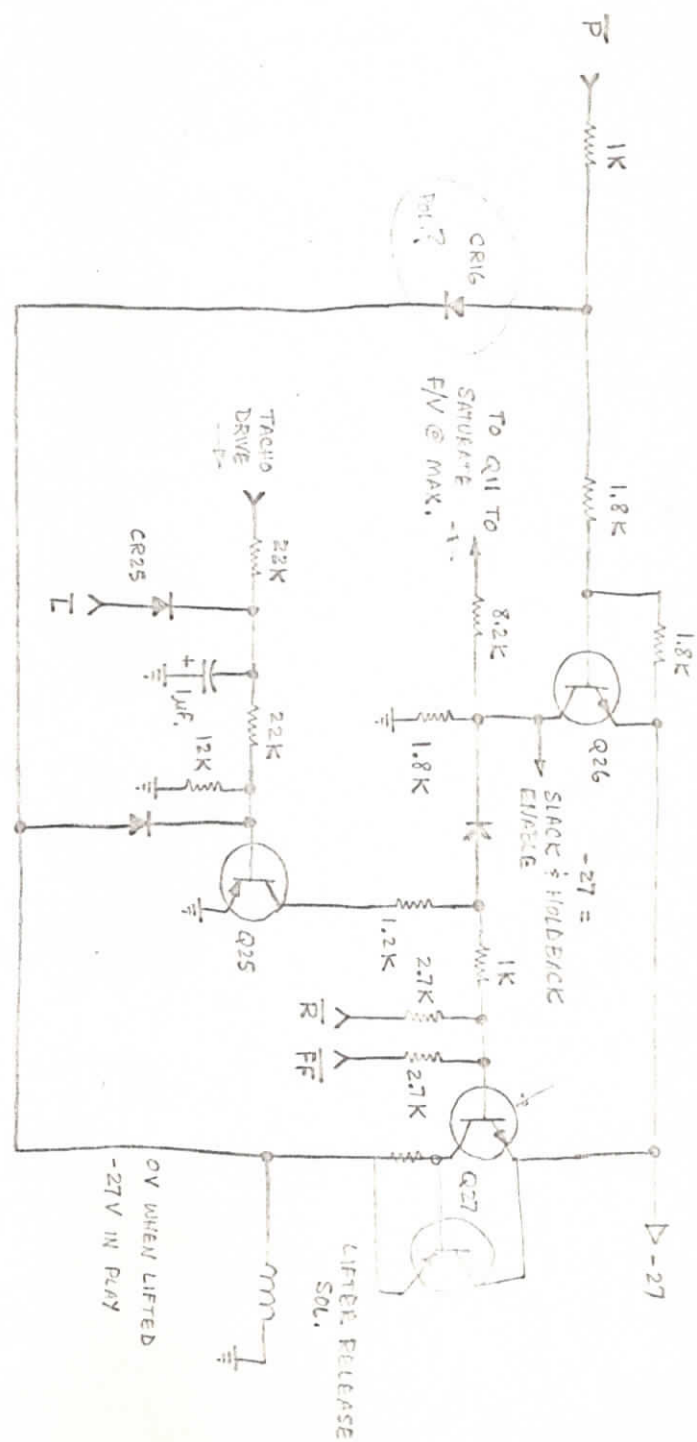 P
1K
1.8K
1.8K
CR16
POL?
Q26
-27
-27 =
SLACK & HOLDBACK
ENABLE
TO Q11 TO
SATURATE
F/V @ MAX.
8.2K
1.8K
1K
2.7K
2.7K
R
FF
Q27
TACHO
DRIVE
22K
CR25
L
+
1µF.
22K
12K
Q25
1.2K
LIFTER RELEASE
SOL.
0V WHEN LIFTED
-27V IN PLAY